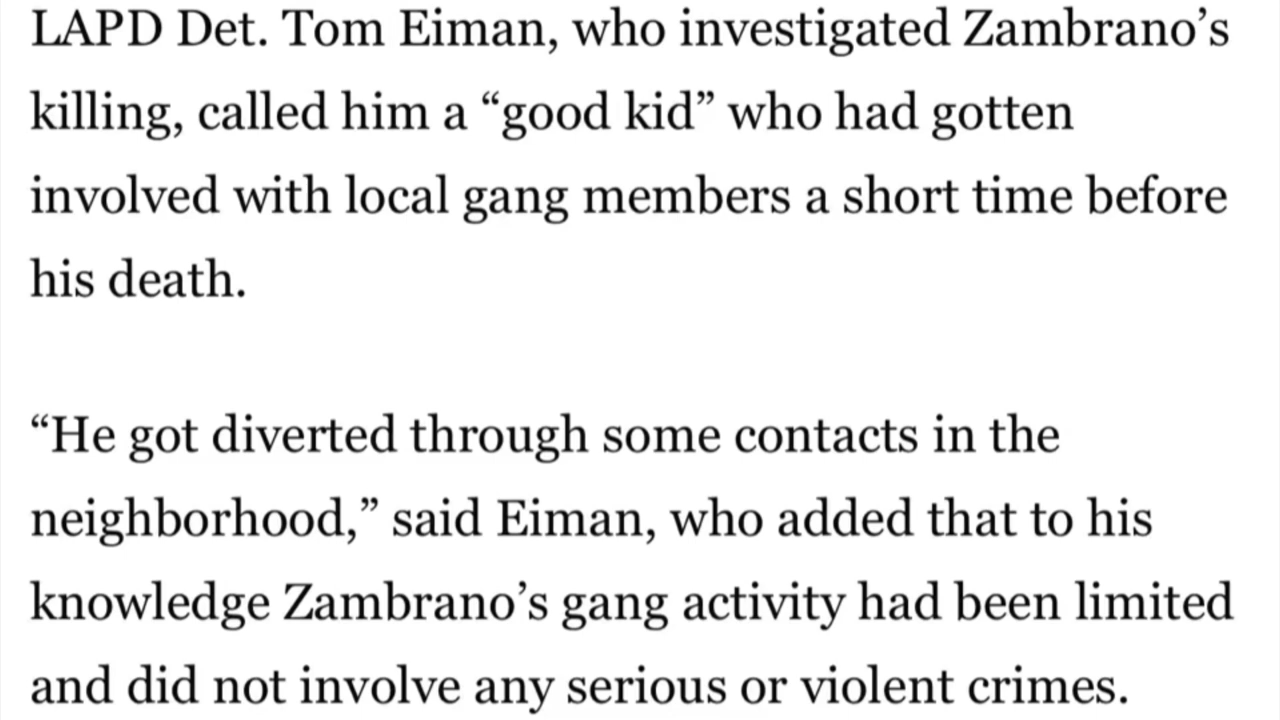 LAPD Det. Tom Eiman, who investigated Zambrano’s
killing, called him a “good kid” who had gotten
involved with local gang members a short time before
his death.
“He got diverted through some contacts in the
neighborhood,” said Eiman, who added that to his
knowledge Zambrano’s gang activity had been limited
and did not involve any serious or violent crimes.